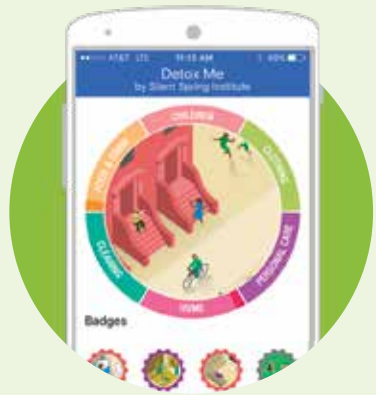 AT&T LTE 11:15 AM
Detox Me
by Silent Spring Institute
CHILDREN
FOOD & DRINK
CLOTHING
CLEANING
PERSONAL CARE
HOME
Badges